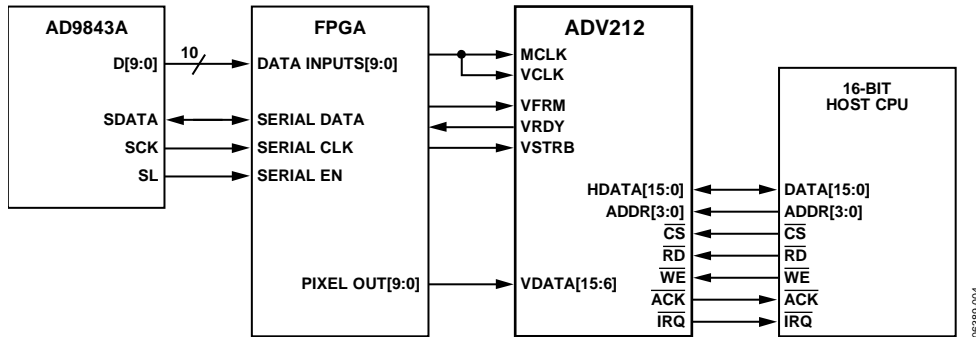 AD9843A
D[9:0]
10
SDATA
SCK
SL
FPGA
DATA INPUTS[9:0]
SERIAL DATA
SERIAL CLK
SERIAL EN
PIXEL OUT[9:0]
ADV212
MCLK
VCLK
VFRM
VRDY
VSTRB
HDATA[15:0]
ADDR[3:0]
CS
RD
WE
VDATA[15:6]
ACK
IRQ
16-BIT
HOST CPU
DATA[15:0]
ADDR[3:0]
CS
RD
WE
ACK
IRQ
06389-004